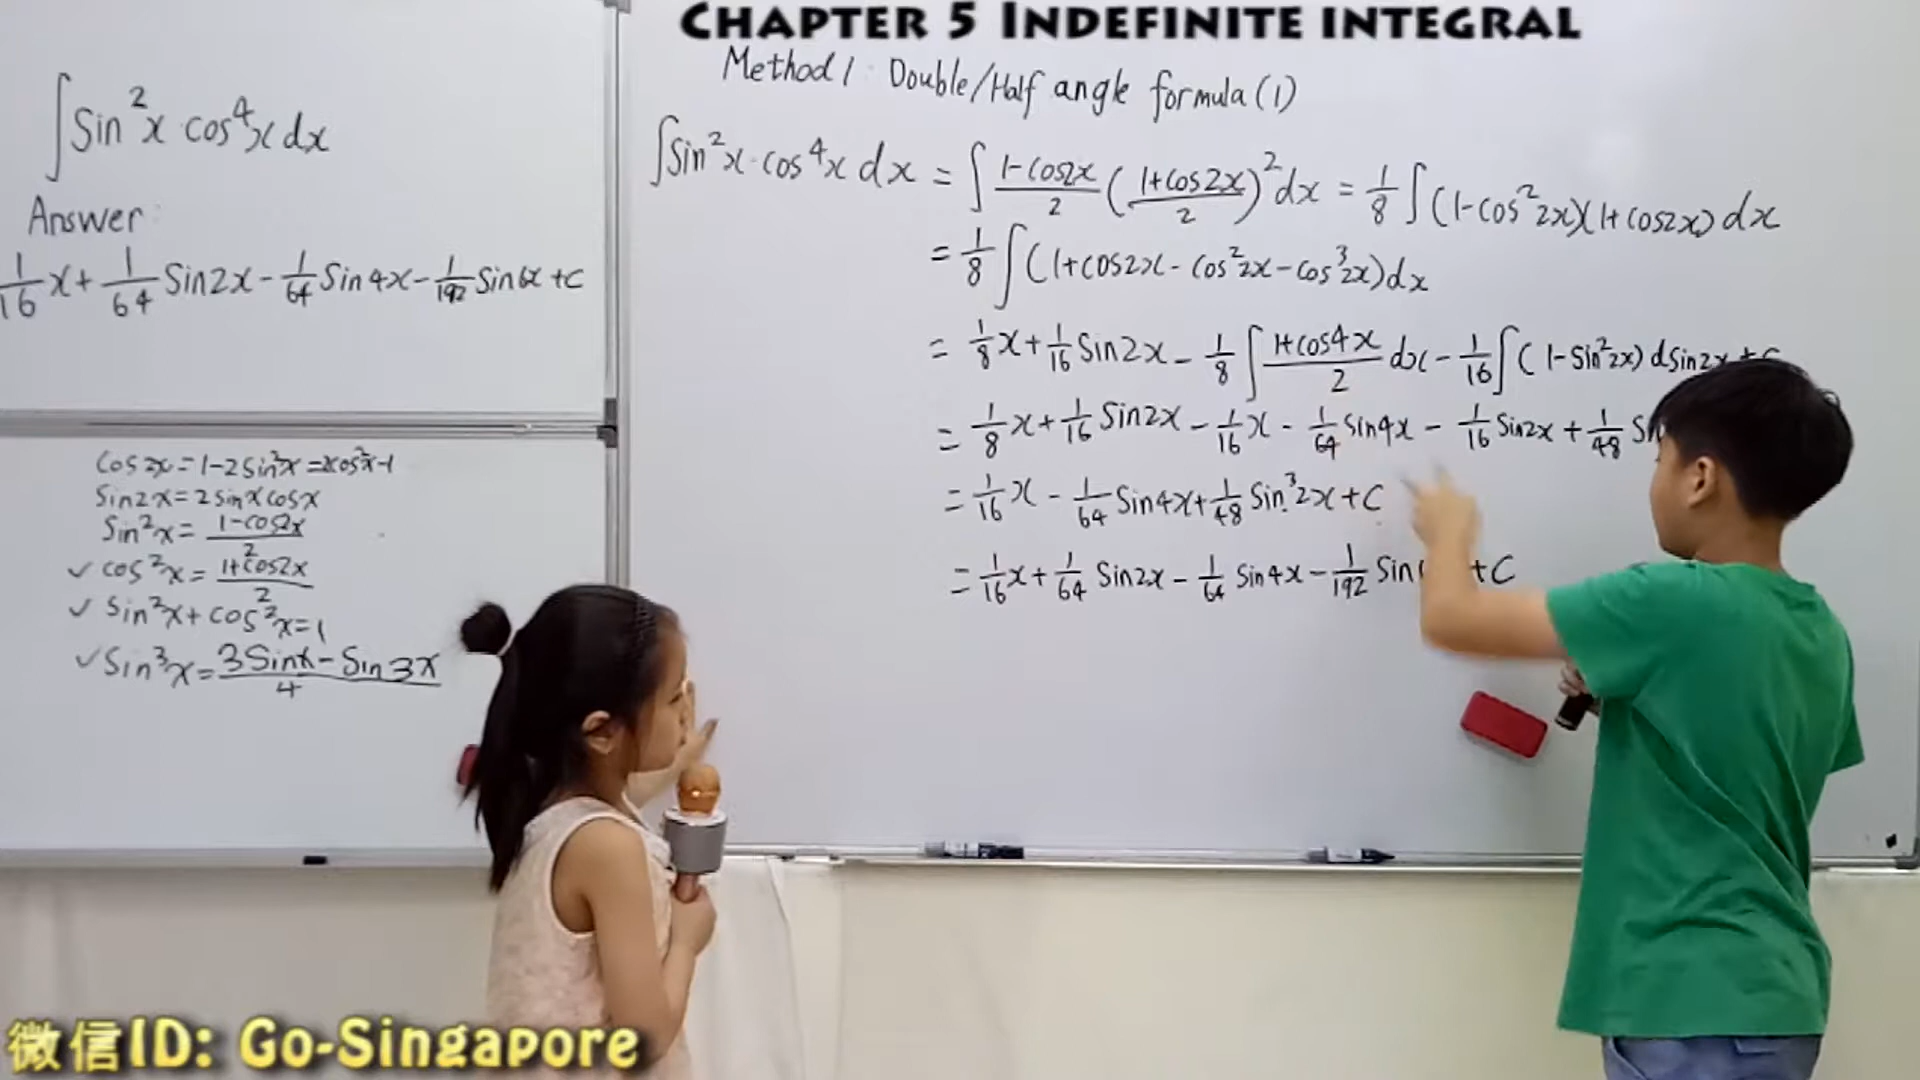 CHAPTER 5 INDEFINITE INTEGRAL
∫Sin²x cos⁴x dx
Answer:
1/16 x + 1/64 Sin2x - 1/64 Sin4x - 1/192 Sin6x + C
Cos2x = 1-2Sin²x = 2cos²x-1
Sin2x = 2sinxcosx
Sin²x = (1-cos2x)/2
✓ cos²x = (1+cos2x)/2
✓ Sin²x + cos²x = 1
✓ Sin³x = (3Sinx - Sin3x)/4
Method 1: Double/Half angle formula (1)
∫Sin²x·cos⁴x dx = ∫ (1-cos2x)/2 ((1+cos2x)/2)² dx = 1/8 ∫(1-cos²2x)(1+cos2x) dx
= 1/8 ∫(1+cos2x - cos²2x - cos³2x)dx
= 1/8 x + 1/16 Sin2x - 1/8 ∫ (1+cos4x)/2 dx - 1/16 ∫(1-Sin²2x) dSin2x + C
= 1/8 x + 1/16 Sin2x - 1/16 x - 1/64 Sin4x - 1/16 Sin2x + 1/48
= 1/16 x - 1/64 Sin4x + 1/48 Sin³2x + C
= 1/16 x + 1/64 Sin2x - 1/64 Sin4x - 1/192 Sin + C
微信ID: Go-Singapore